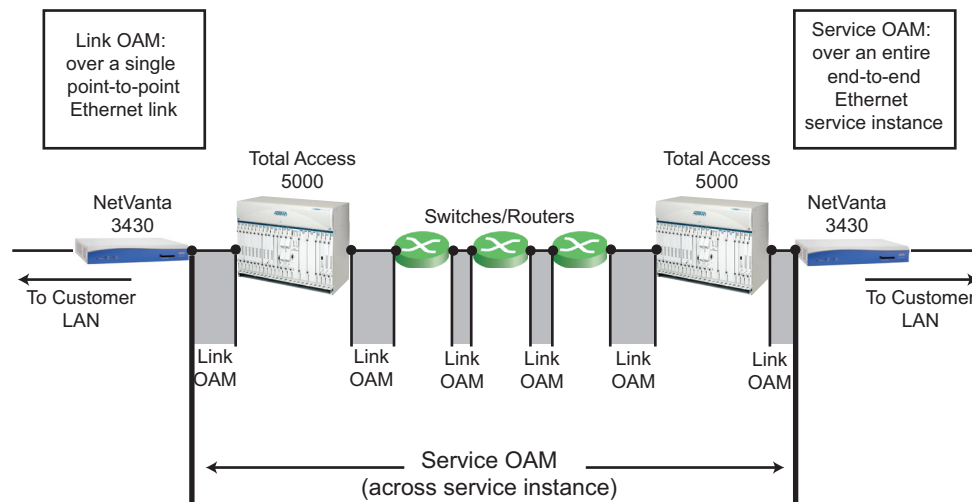 Link OAM:
over a single
point-to-point
Ethernet link
Service OAM:
over an entire
end-to-end
Ethernet
service instance
Total Access
5000
Total Access
5000
NetVanta
3430
Switches/Routers
NetVanta
3430
To Customer
LAN
To Customer
LAN
Link
OAM
Link
OAM
Link
OAM
Link
OAM
Link
OAM
Link
OAM
Service OAM
(across service instance)